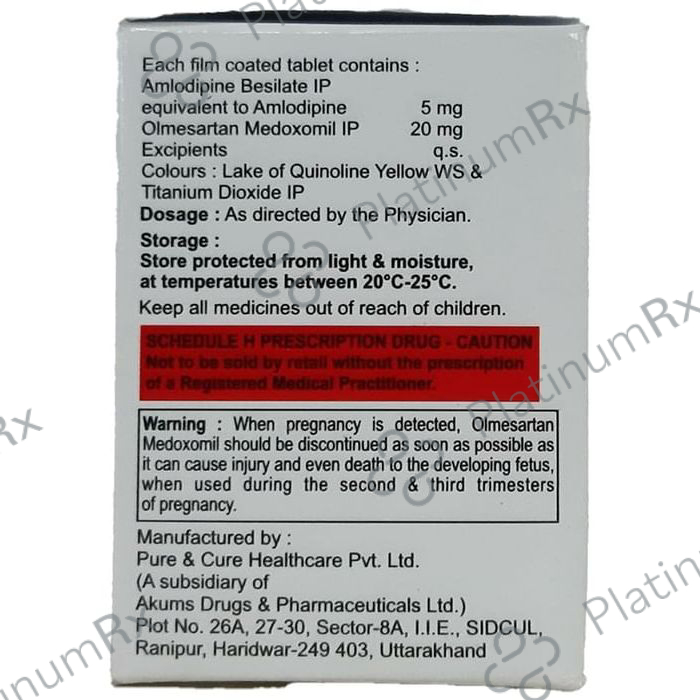 Each film coated tablet contains :
Amlodipine Besilate IP
equivalent to Amlodipine 5 mg
Olmesartan Medoxomil IP 20 mg
Excipients q.s.
Colours : Lake of Quinoline Yellow WS &
Titanium Dioxide IP
Dosage : As directed by the Physician.
Storage :
Store protected from light & moisture,
at temperatures between 20°C-25°C.
Keep all medicines out of reach of children.
SCHEDULE H PRESCRIPTION DRUG - CAUTION
Not to be sold by retail without the prescription
of a Registered Medical Practitioner.
Warning : When pregnancy is detected, Olmesartan
Medoxomil should be discontinued as soon as possible as
it can cause injury and even death to the developing fetus,
when used during the second & third trimesters
of pregnancy.
Manufactured by :
Pure & Cure Healthcare Pvt. Ltd.
(A subsidiary of
Akums Drugs & Pharmaceuticals Ltd.)
Plot No. 26A, 27-30, Sector-8A, I.I.E., SIDCUL,
Ranipur, Haridwar-249 403, Uttarakhand
PlatinumRx
PlatinumRx
PlatinumRx
PlatinumRx